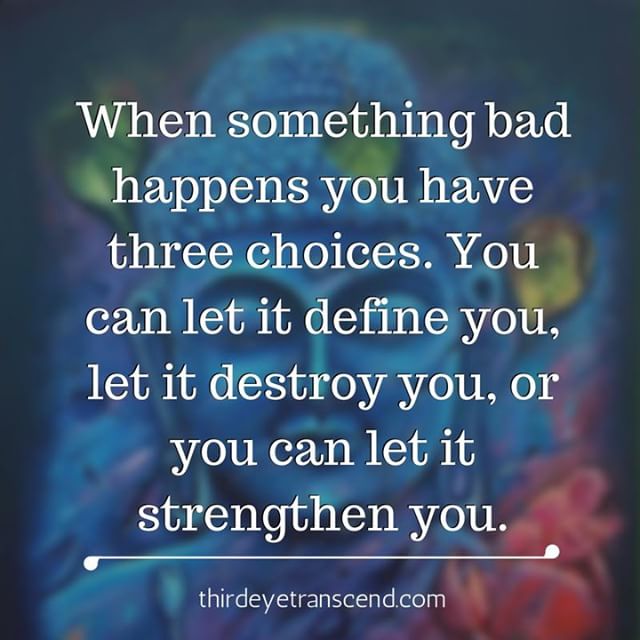 When something bad
happens you have
three choices. You
can let it define you,
let it destroy you, or
you can let it
strengthen you.
thirdeyetranscend.com